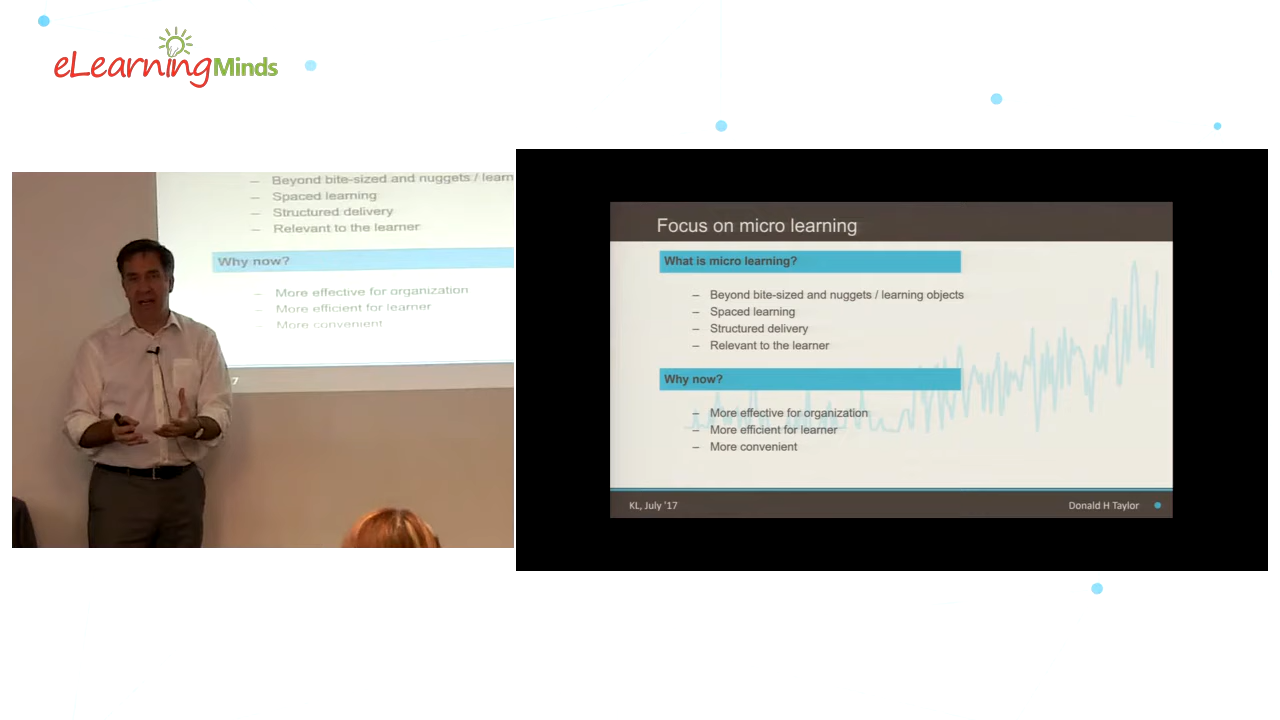 eLearningMinds
– Beyond bite-sized and nuggets / learn
– Spaced learning
– Structured delivery
– Relevant to the learner
Why now?
– More effective for organization
– More efficient for learner
– More convenient
7
Focus on micro learning
What is micro learning?
– Beyond bite-sized and nuggets / learning objects
– Spaced learning
– Structured delivery
– Relevant to the learner
Why now?
– More effective for organization
– More efficient for learner
– More convenient
KL, July '17
Donald H Taylor